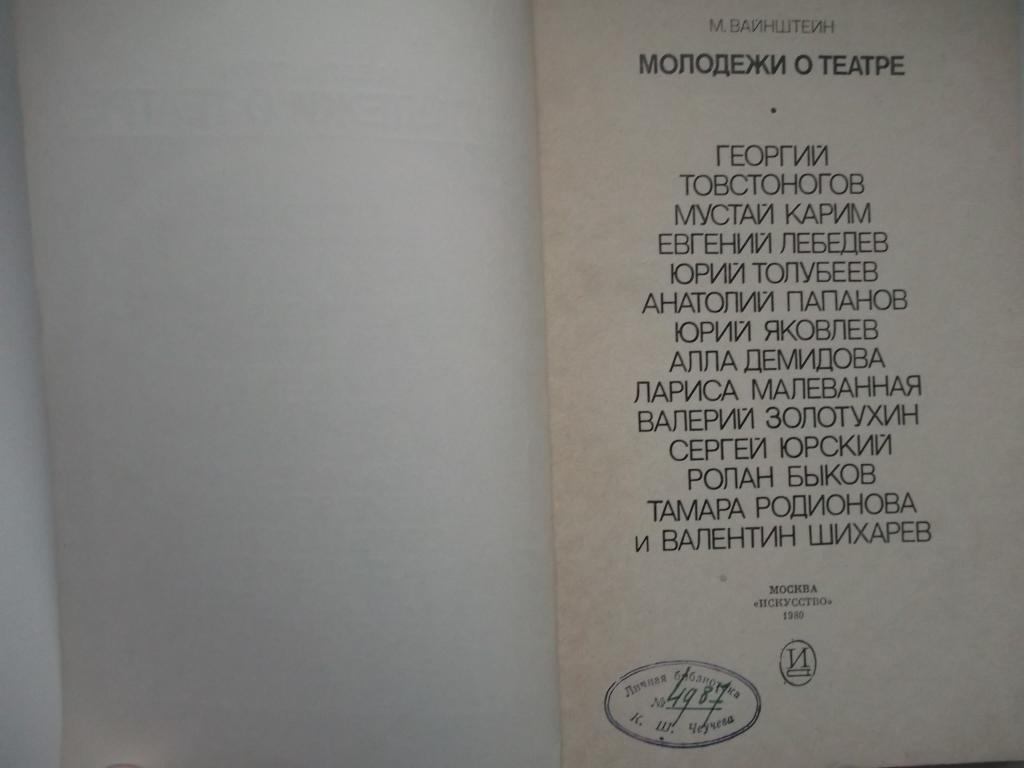 М. ВАЙНШТЕЙН
МОЛОДЕЖИ О ТЕАТРЕ
ГЕОРГИЙ
ТОВСТОНОГОВ
МУСТАЙ КАРИМ
ЕВГЕНИЙ ЛЕБЕДЕВ
ЮРИЙ ТОЛУБЕЕВ
АНАТОЛИЙ ПАПАНОВ
ЮРИЙ ЯКОВЛЕВ
АЛЛА ДЕМИДОВА
ЛАРИСА МАЛЕВАННАЯ
ВАЛЕРИЙ ЗОЛОТУХИН
СЕРГЕЙ ЮРСКИЙ
РОЛАН БЫКОВ
ТАМАРА РОДИОНОВА
И ВАЛЕНТИН ШИХАРЕВ
МОСКВА
«ИСКУССТВО»
1980
И
Личная библиотека
№ 4987
К. Ш.